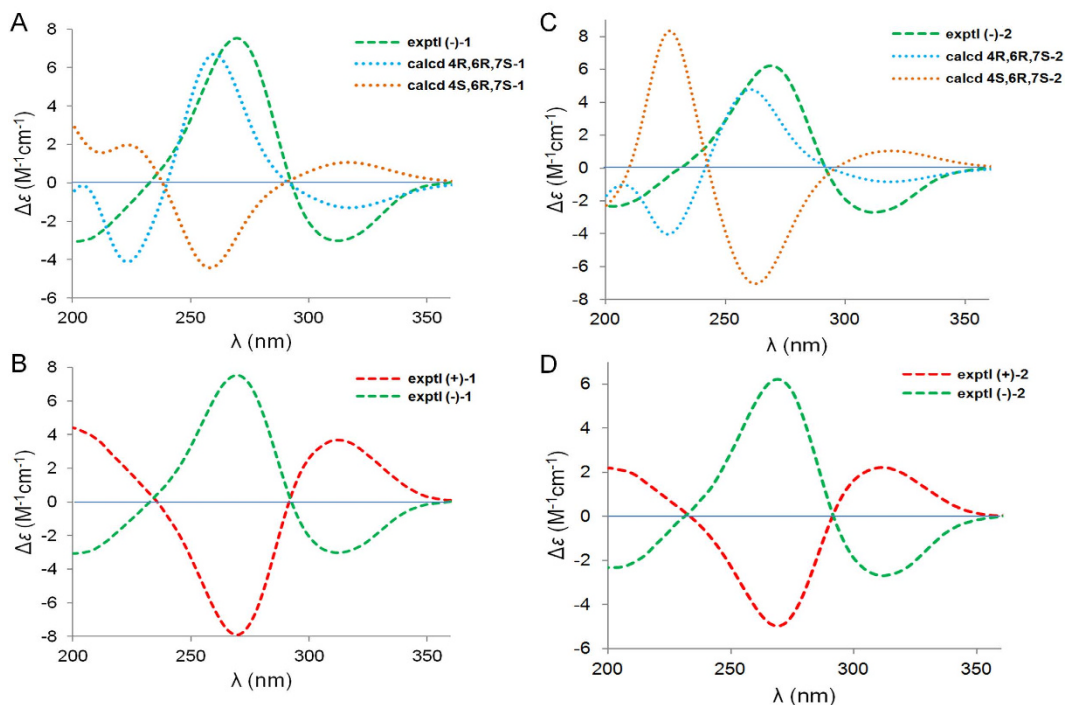 A
exptl (-)-1
calcd 4R,6R,7S-1
calcd 4S,6R,7S-1
8
6
4
2
0
-2
-4
6
Δε (M⁻¹cm⁻¹)
200
250
300
350
λ (nm)
C
exptl (-)-2
calcd 4R,6R,7S-2
calcd 4S,6R,7S-2
8
6
4
2
0
-2
-4
-6
-8
Δε (M⁻¹cm⁻¹)
200
250
300
350
λ (nm)
B
exptl (+)-1
exptl (-)-1
8
6
4
2
0
-2
-4
-6
-8
Δε (M⁻¹cm⁻¹)
200
250
300
350
λ (nm)
D
exptl (+)-2
exptl (-)-2
6
4
2
0
-2
-4
-6
Δε (M⁻¹cm⁻¹)
200
250
300
350
λ (nm)